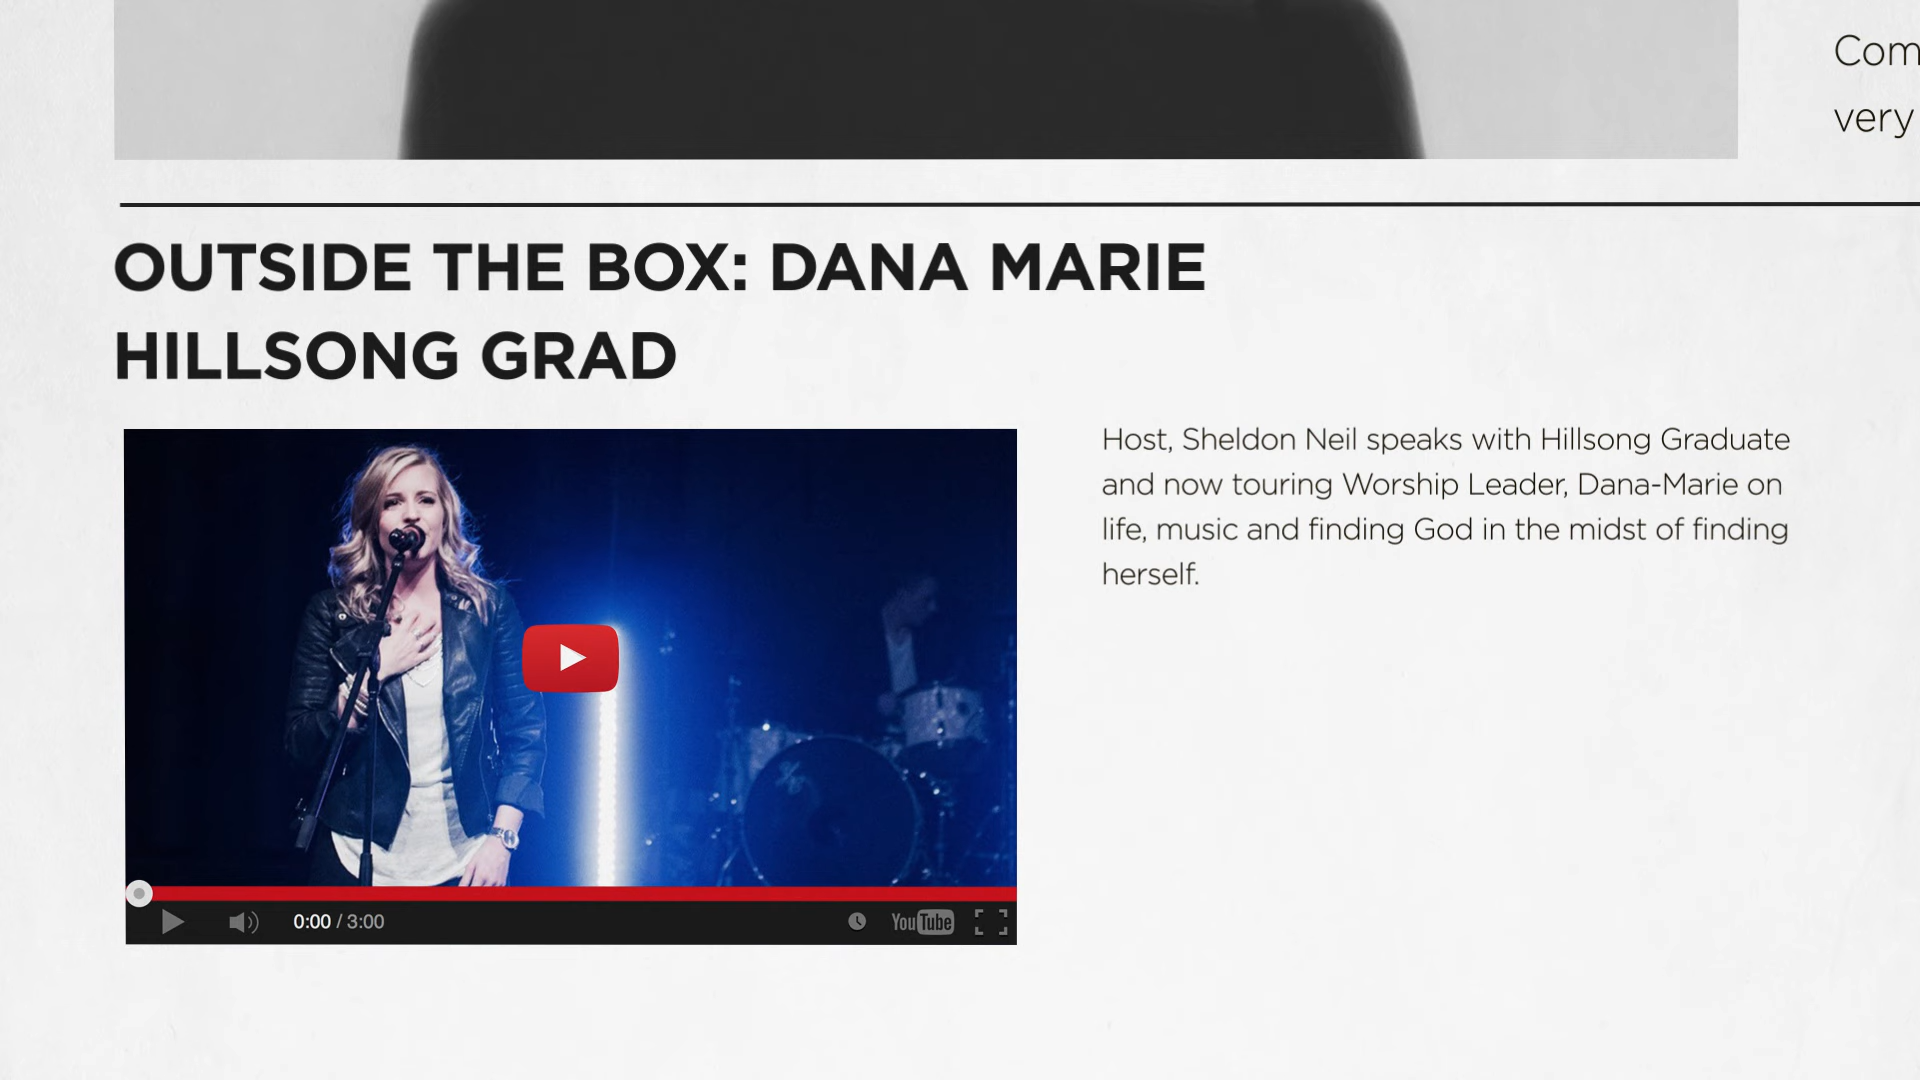 Com
very
OUTSIDE THE BOX: DANA MARIE
HILLSONG GRAD
Host, Sheldon Neil speaks with Hillsong Graduate
and now touring Worship Leader, Dana-Marie on
life, music and finding God in the midst of finding
herself.
0:00 / 3:00
YouTube